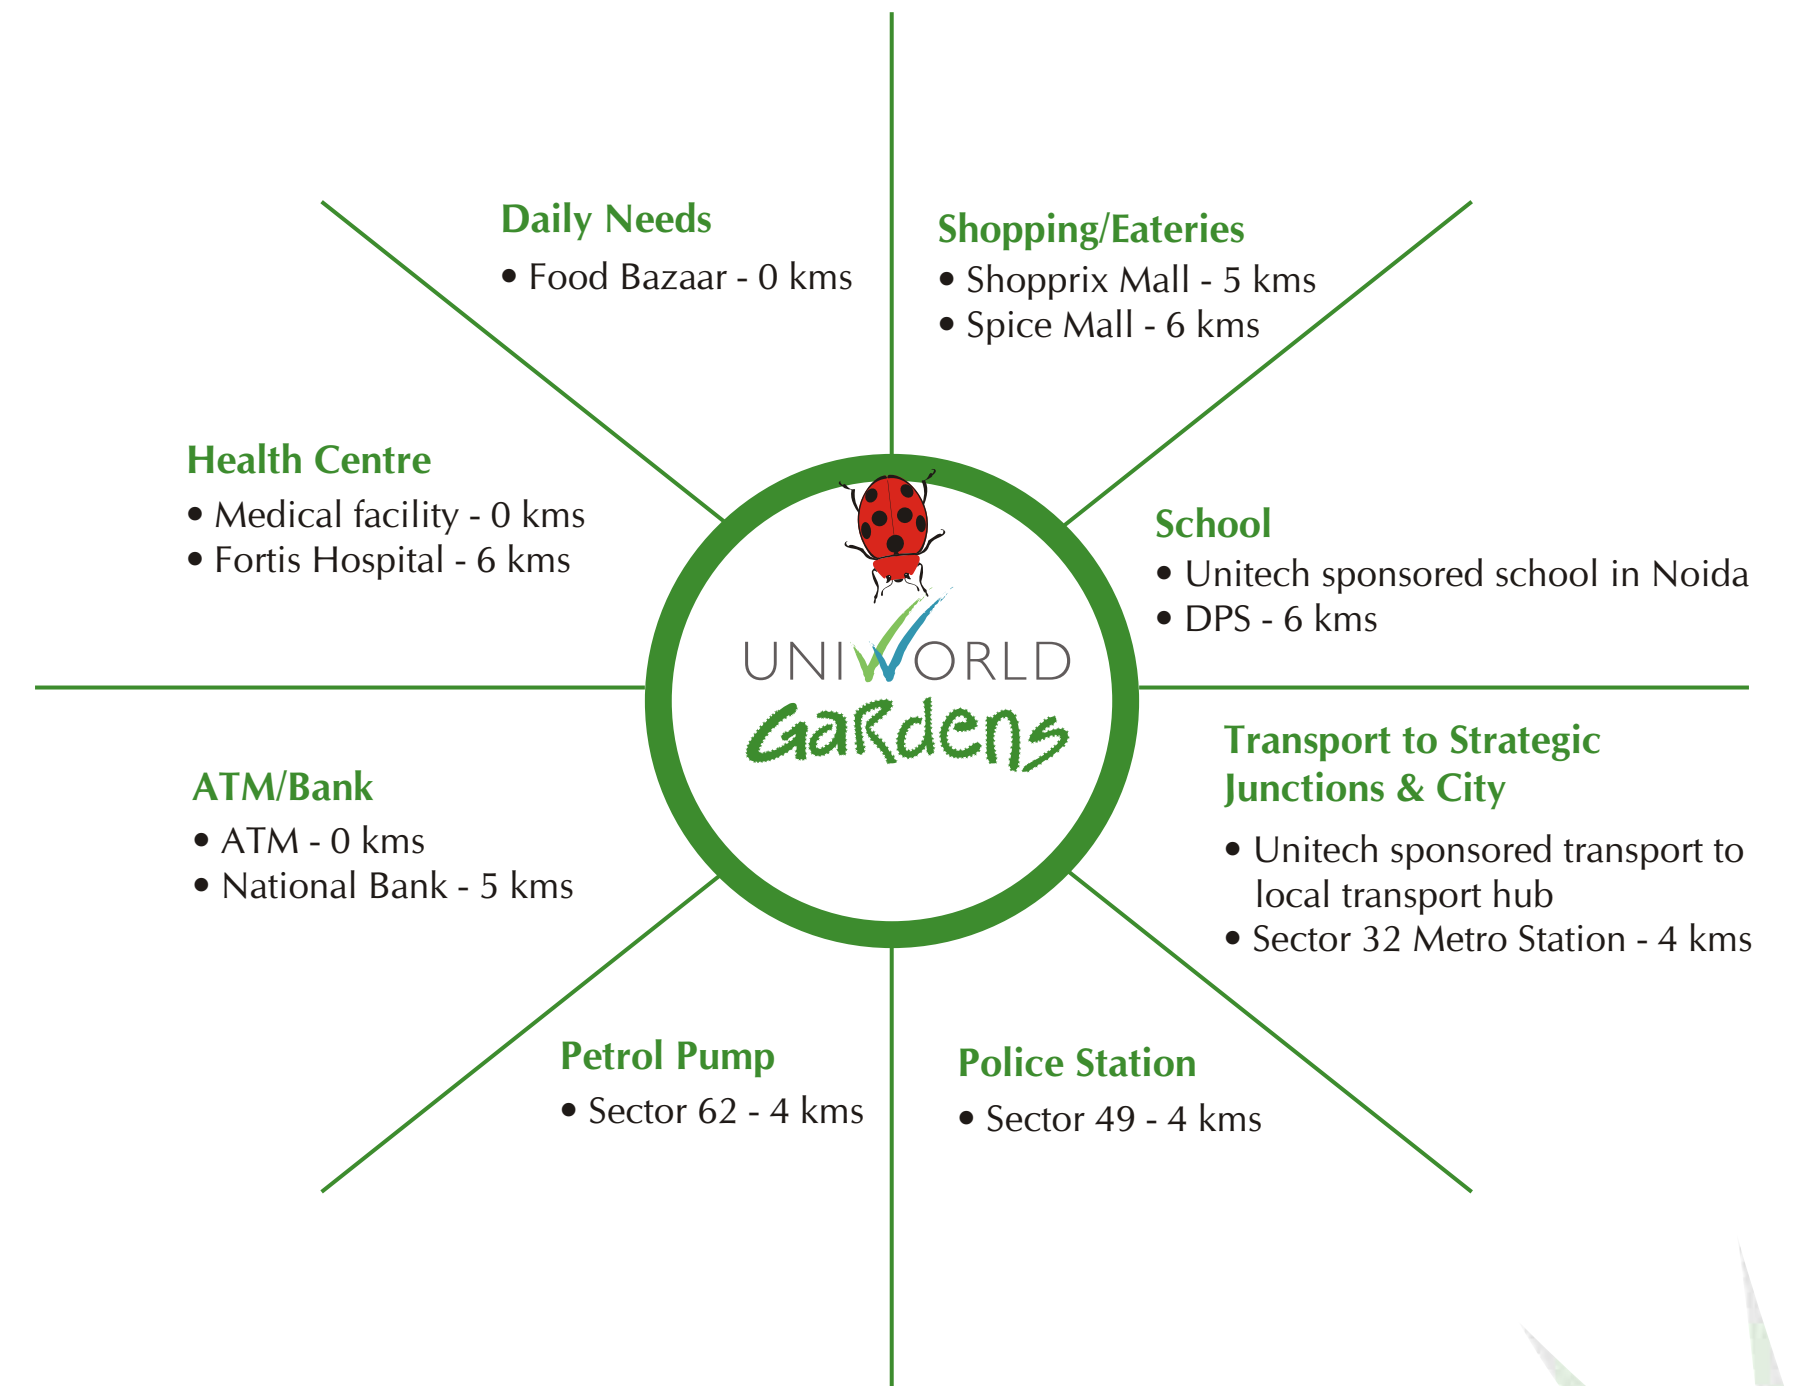 Daily Needs
• Food Bazaar - 0 kms
Shopping/Eateries
• Shopprix Mall - 5 kms
• Spice Mall - 6 kms
Health Centre
• Medical facility - 0 kms
• Fortis Hospital - 6 kms
School
• Unitech sponsored school in Noida
• DPS - 6 kms
UNIWORLD
GaRdens
Transport to Strategic
Junctions & City
• Unitech sponsored transport to
local transport hub
• Sector 32 Metro Station - 4 kms
ATM/Bank
• ATM - 0 kms
• National Bank - 5 kms
Petrol Pump
• Sector 62 - 4 kms
Police Station
• Sector 49 - 4 kms